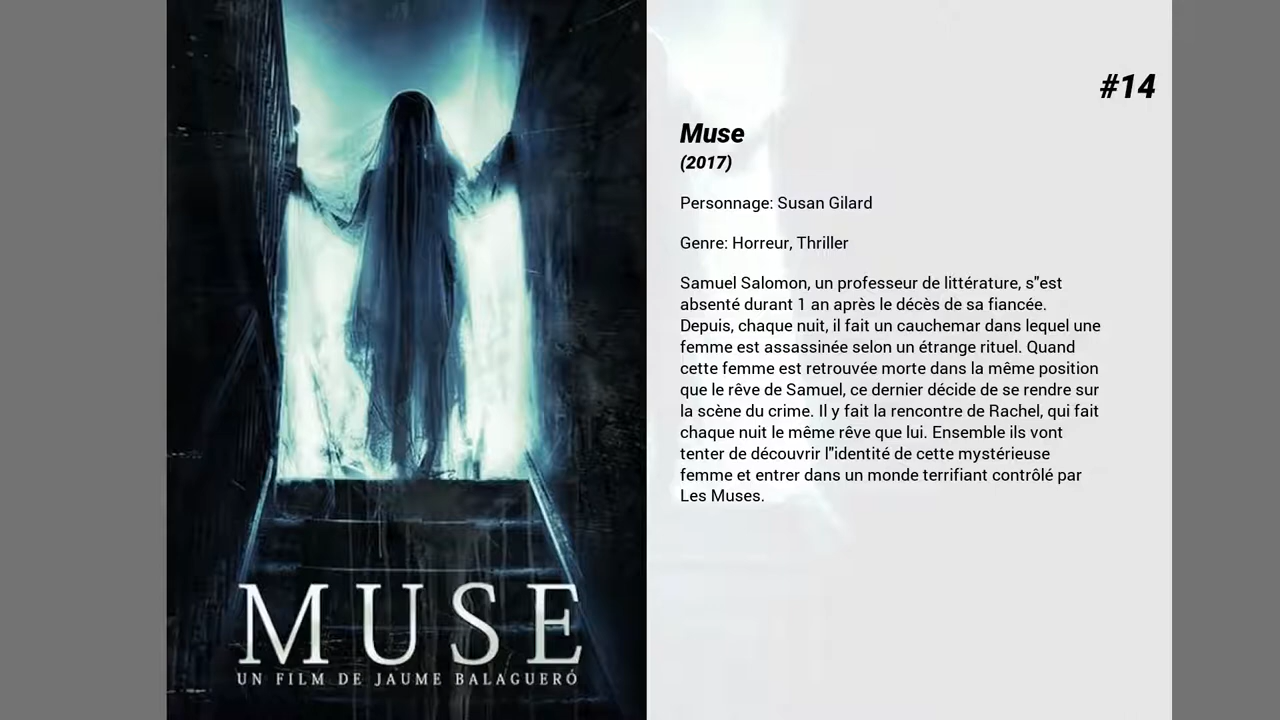 MUSE
UN FILM DE JAUME BALAGUERÓ
#14
Muse
(2017)
Personnage: Susan Gilard
Genre: Horreur, Thriller
Samuel Salomon, un professeur de littérature, s"est
absenté durant 1 an après le décès de sa fiancée.
Depuis, chaque nuit, il fait un cauchemar dans lequel une
femme est assassinée selon un étrange rituel. Quand
cette femme est retrouvée morte dans la même position
que le rêve de Samuel, ce dernier décide de se rendre sur
la scène du crime. Il y fait la rencontre de Rachel, qui fait
chaque nuit le même rêve que lui. Ensemble ils vont
tenter de découvrir l"identité de cette mystérieuse
femme et entrer dans un monde terrifiant contrôlé par
Les Muses.